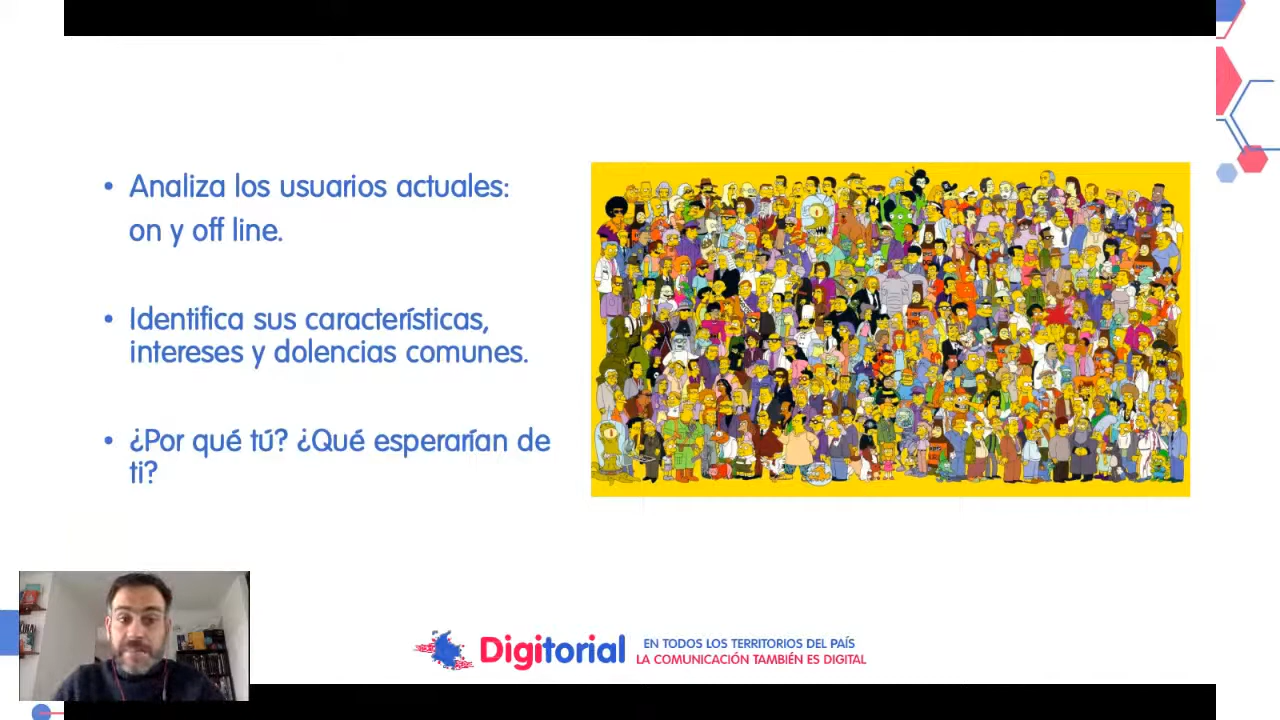 • Analiza los usuarios actuales:
on y off line.
• Identifica sus características,
intereses y dolencias comunes.
• ¿Por qué tú? ¿Qué esperarían de
ti?
Digitorial
EN TODOS LOS TERRITORIOS DEL PAÍS
LA COMUNICACIÓN TAMBIÉN ES DIGITAL